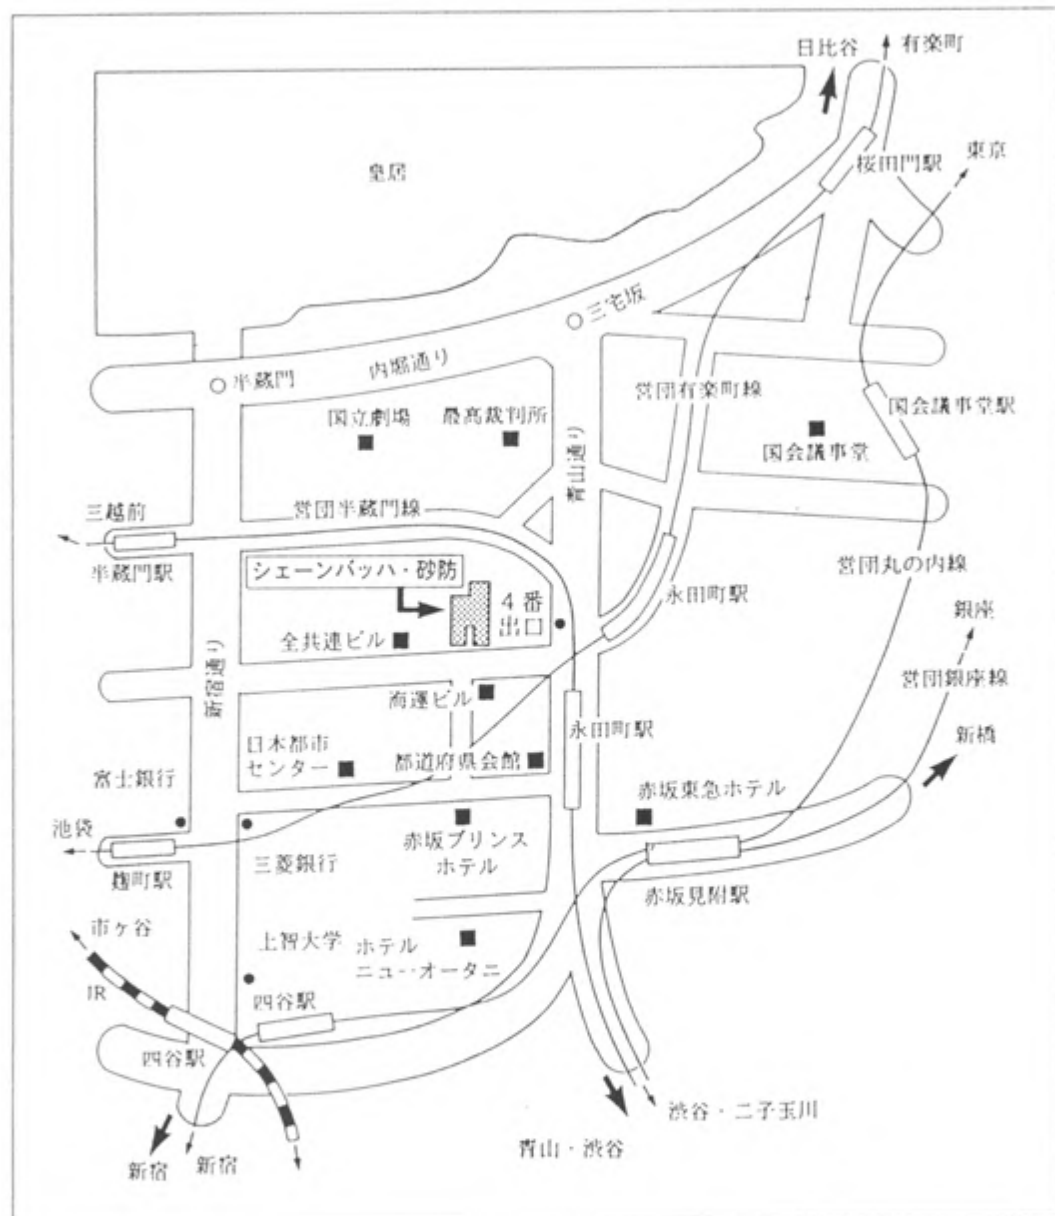 日比谷
有楽町
桜田門駅
東京
皇居
三宅坂
半蔵門
内堀通り
営団有楽町線
国会議事堂駅
国立劇場
最高裁判所
国会議事堂
青山通り
三越前
営団半蔵門線
半蔵門駅
シェーンバッハ・砂防
4番
出口
営団丸の内線
永田町駅
全共連ビル
銀座
新宿通り
海運ビル
営団銀座線
日本都市
センター
都道府県会館
永田町駅
新橋
富士銀行
赤坂東急ホテル
池袋
赤坂プリンス
ホテル
三菱銀行
麹町駅
赤坂見附駅
市ヶ谷
上智大学
ホテル
ニューオータニ
JR
四谷駅
四谷駅
渋谷・二子玉川
青山・渋谷
新宿
新宿